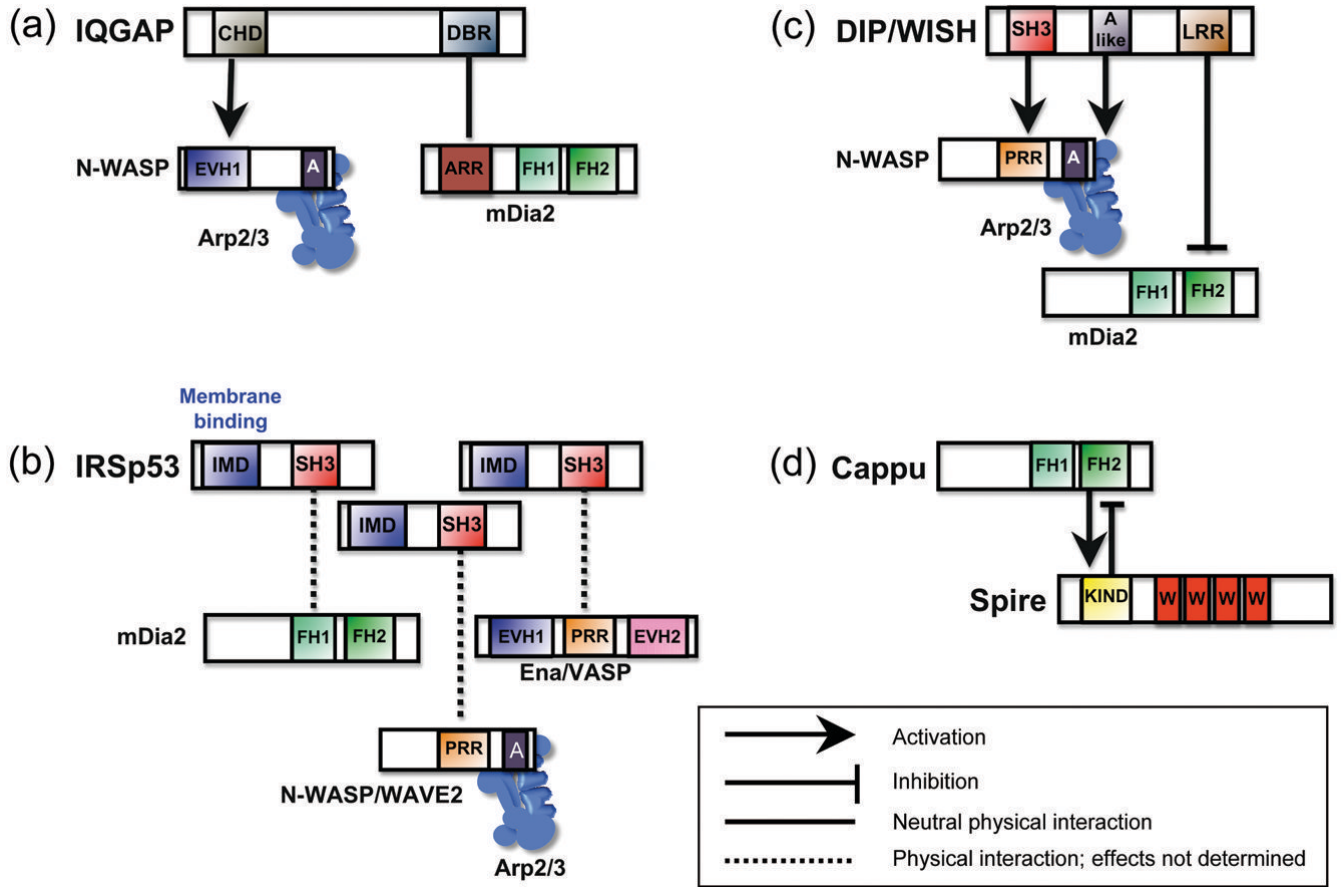 (a) IQGAP
CHD DBR
N-WASP
EVH1 A
ARR FH1 FH2
mDia2
Arp2/3
(c) DIP/WISH
SH3 A like LRR
N-WASP
PRR A
Arp2/3
FH1 FH2
mDia2
Membrane
binding
(b) IRSp53
IMD SH3
IMD SH3
IMD SH3
mDia2
FH1 FH2
EVH1 PRR EVH2
Ena/VASP
PRR A
N-WASP/WAVE2
Arp2/3
(d) Cappu
FH1 FH2
Spire
KIND W W W W
Activation
Inhibition
Neutral physical interaction
Physical interaction; effects not determined